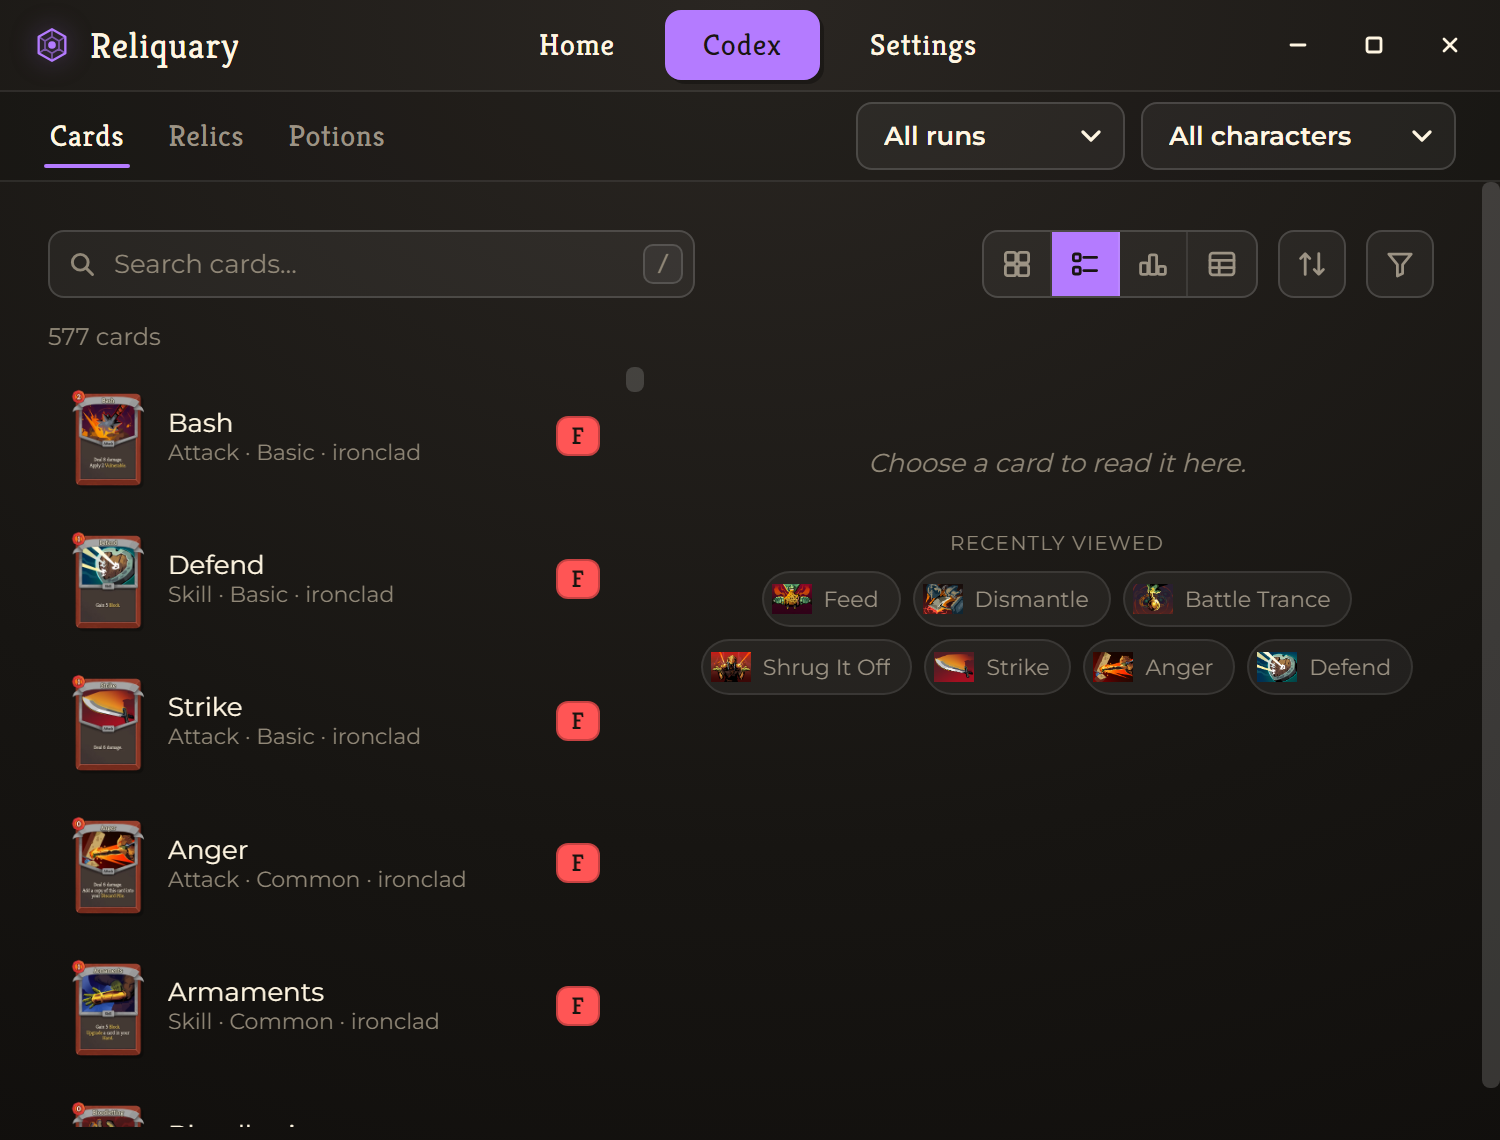 Reliquary
Home
Codex
Settings
Cards
Relics
Potions
All runs
All characters
Search cards...
/
577 cards
Bash
Attack · Basic · ironclad
F
Defend
Skill · Basic · ironclad
F
Strike
Attack · Basic · ironclad
F
Anger
Attack · Common · ironclad
F
Armaments
Skill · Common · ironclad
F
Choose a card to read it here.
RECENTLY VIEWED
Feed
Dismantle
Battle Trance
Shrug It Off
Strike
Anger
Defend